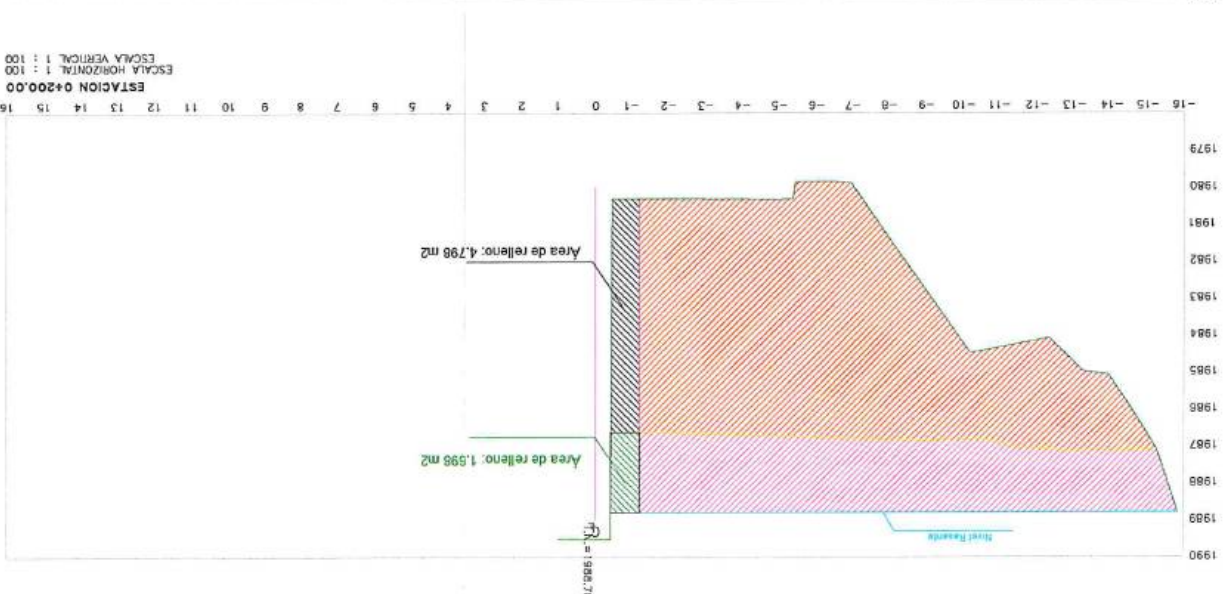 1990
1989
1988
1987
1986
1985
1984
1983
1982
1981
1980
1979
Nivel Rasante
Área de relleno: 1.598 m2
Área de relleno: 4.798 m2
-16 -15 -14 -13 -12 -11 -10 -9 -8 -7 -6 -5 -4 -3 -2 -1 0 1 2 3 4 5 6 7 8 9 10 11 12 13 14 15 16
ESTACION 0+200.00
ESCALA HORIZONTAL 1 : 100
ESCALA VERTICAL 1 : 100